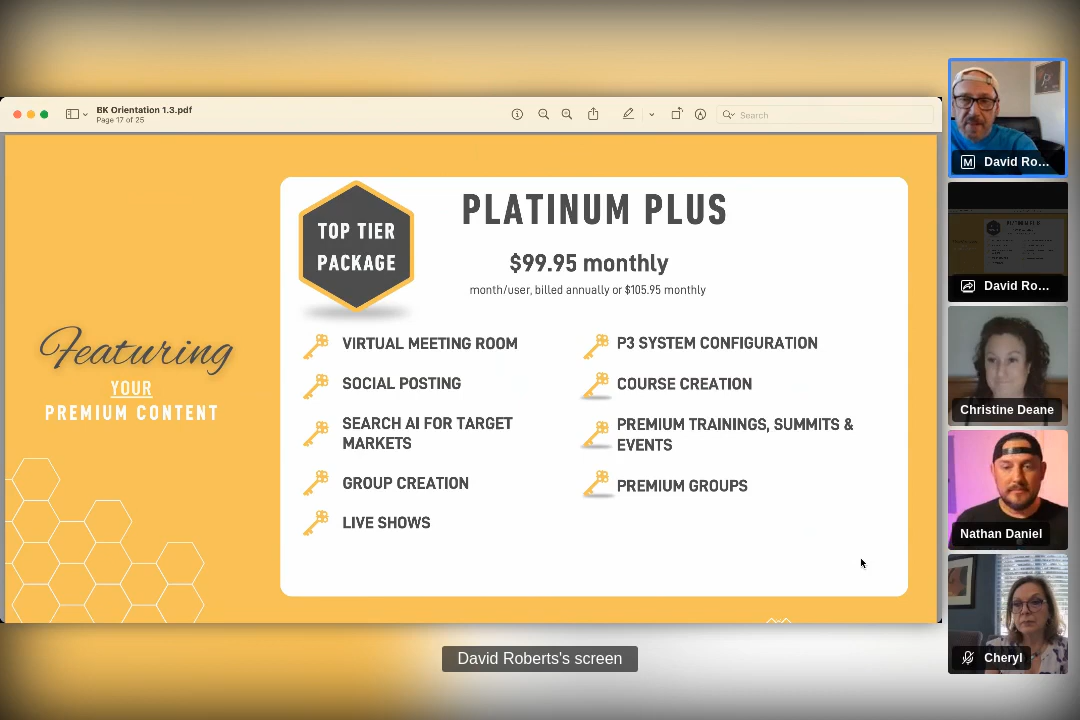 BK Orientation 1.3.pdf
Page 17 of 25
Search
TOP TIER
PACKAGE
PLATINUM PLUS
$99.95 monthly
month/user, billed annually or $105.95 monthly
Featuring
YOUR
PREMIUM CONTENT
VIRTUAL MEETING ROOM
SOCIAL POSTING
SEARCH AI FOR TARGET
MARKETS
GROUP CREATION
LIVE SHOWS
P3 SYSTEM CONFIGURATION
COURSE CREATION
PREMIUM TRAININGS, SUMMITS &
EVENTS
PREMIUM GROUPS
M David Ro...
PLATINUM PLUS
David Ro...
Christine Deane
Nathan Daniel
Cheryl
David Roberts's screen